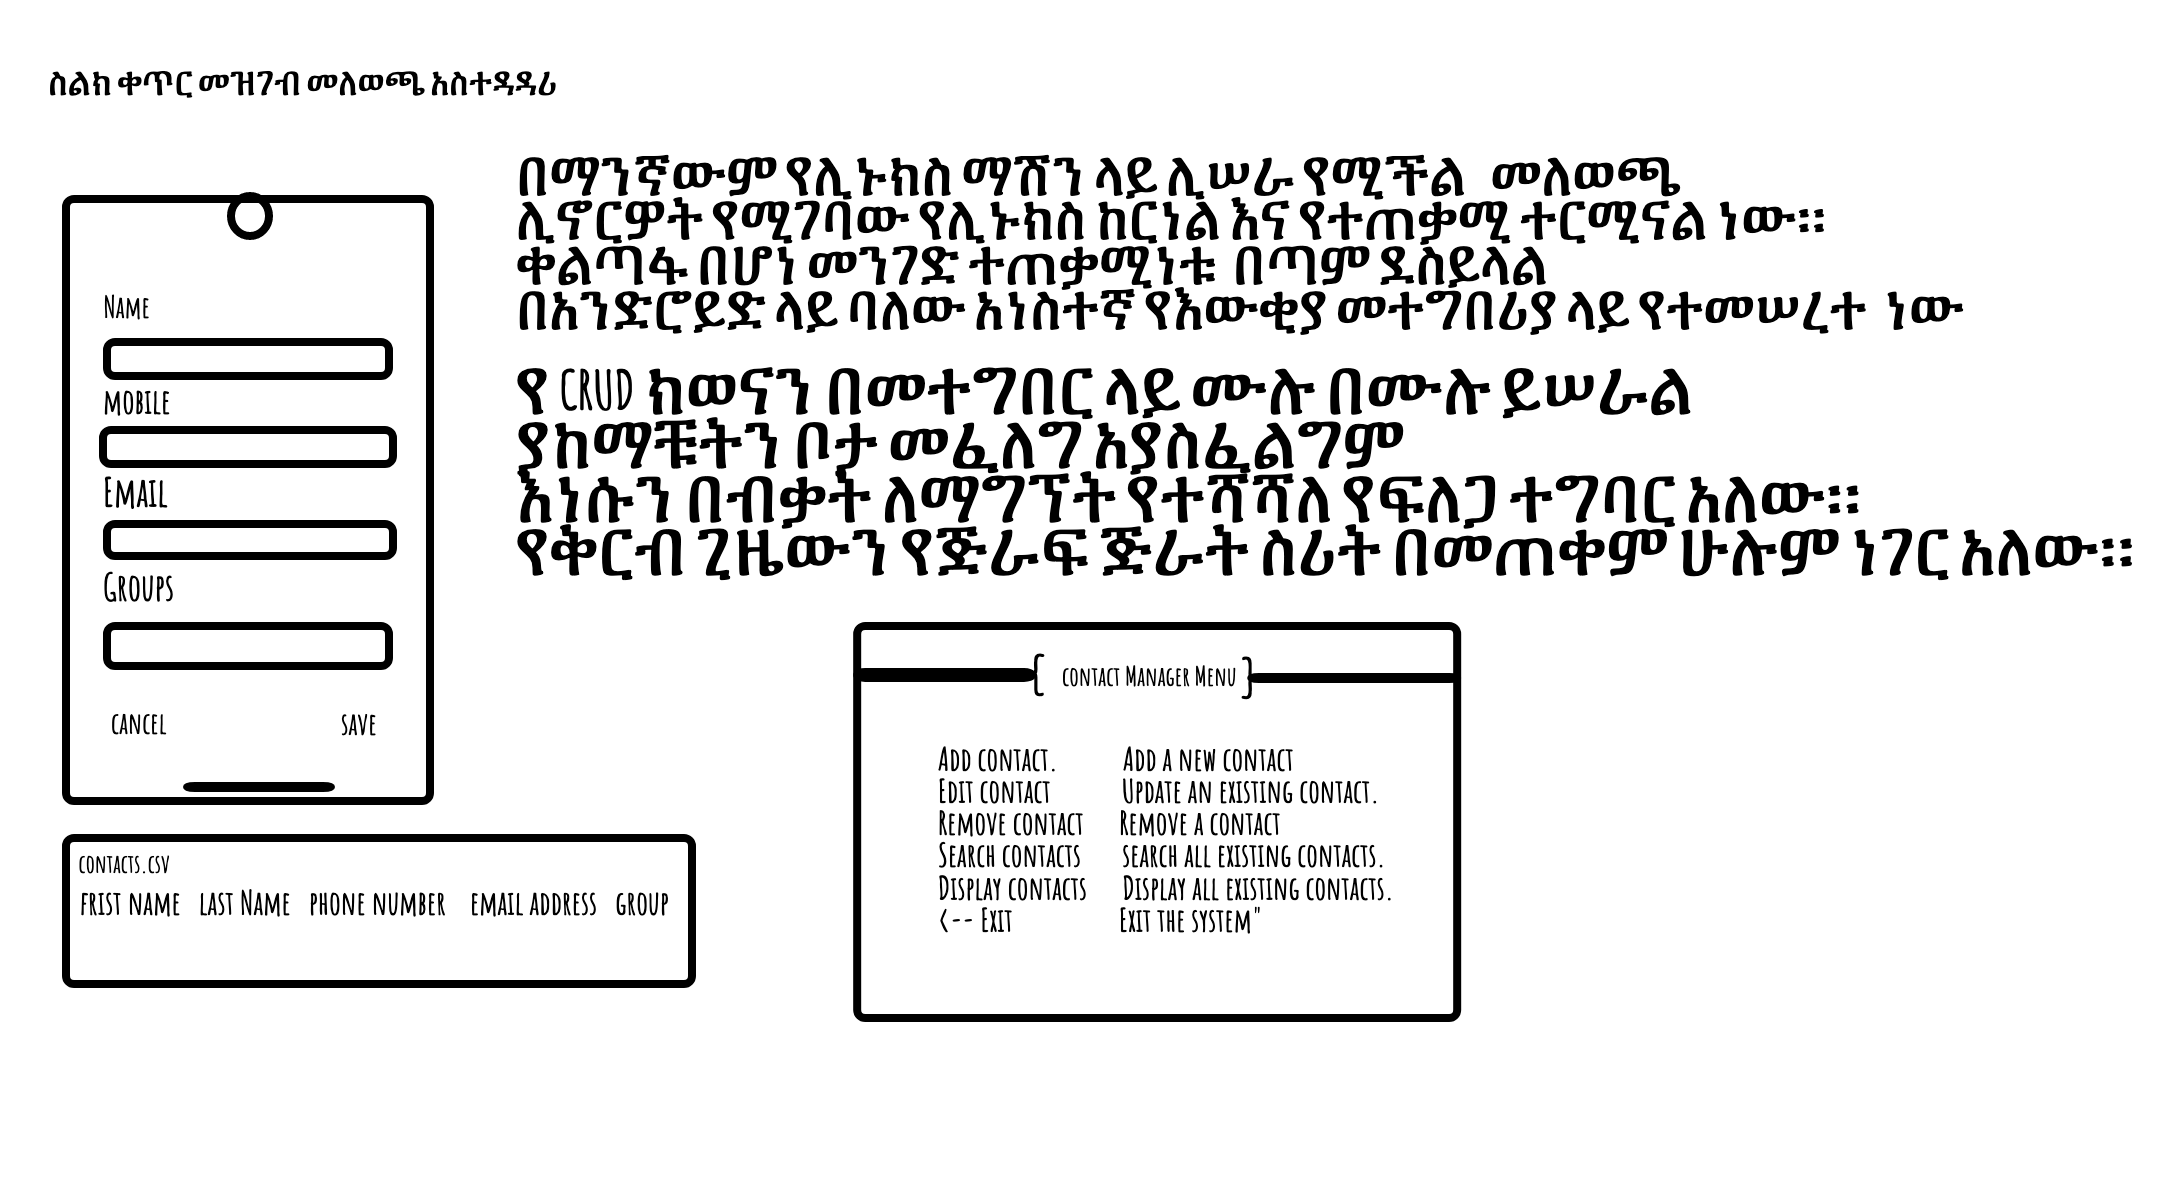 ስልክ ቀጥር መዝገብ መለወጫ አስተዳዳሪ
በማንኛውም የሊኑክስ ማሽን ላይ ሊሠራ የሚችል መለወጫ
ሊኖርዎት የሚገባው የሊኑክስ ከርነል እና የተጠቃሚ ተርሚናል ነው።
ቀልጣፋ በሆነ መንገድ ተጠቃሚነቱ በጣም ደስይላል
በአንድሮይድ ላይ ባለው አነስተኛ የእውቂያ መተግበሪያ ላይ የተመሠረተ ነው
የ CRUD ክወናን በመተግበር ላይ ሙሉ በሙሉ ይሠራል
ያከማቹትን ቦታ መፈለግ አያስፈልግም
እነሱን በብቃት ለማግኘት የተሻሻለ የፍለጋ ተግባር አለው።
የቅርብ ጊዜውን የጅራፍ ጅራት ስሪት በመጠቀም ሁሉም ነገር አለው።
Name
mobile
Email
Groups
cancel save
contacts.csv
frist name last Name phone number email address group
contact Manager Menu
Add contact. Add a new contact
Edit contact Update an existing contact.
Remove contact Remove a contact
Search contacts search all existing contacts.
Display contacts Display all existing contacts.
<-- Exit Exit the system"